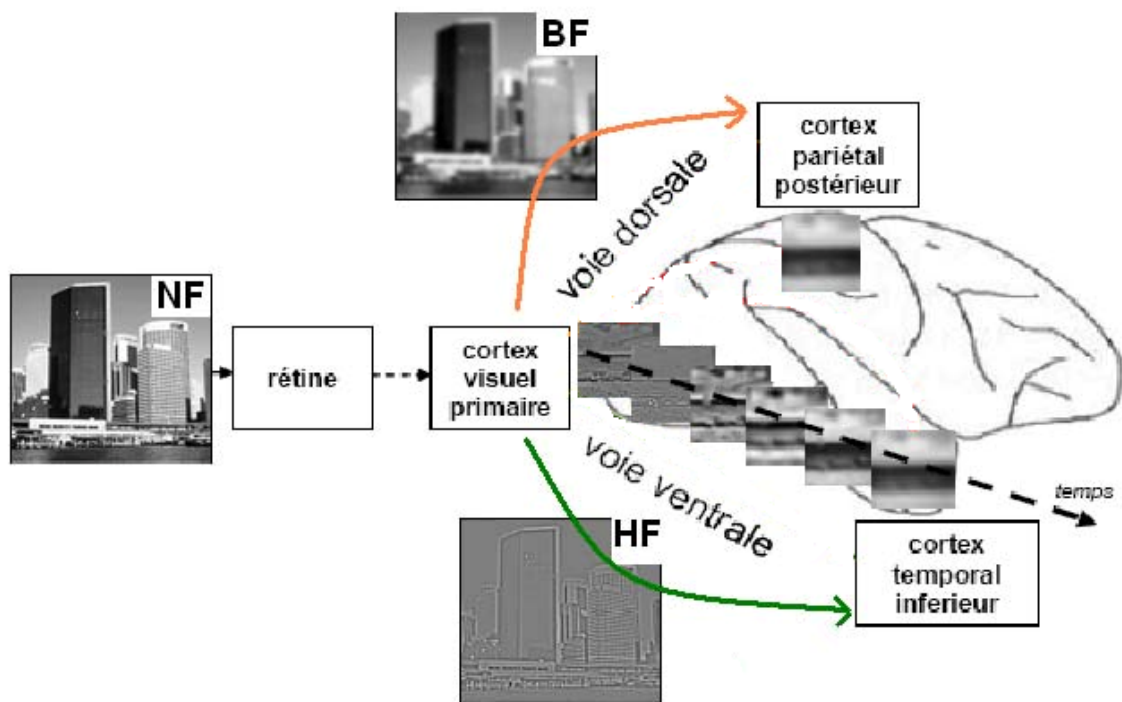 BF
cortex
pariétal
postérieur
voie dorsale
NF
rétine
cortex
visuel
primaire
voie ventrale
temps
HF
cortex
temporal
inferieur